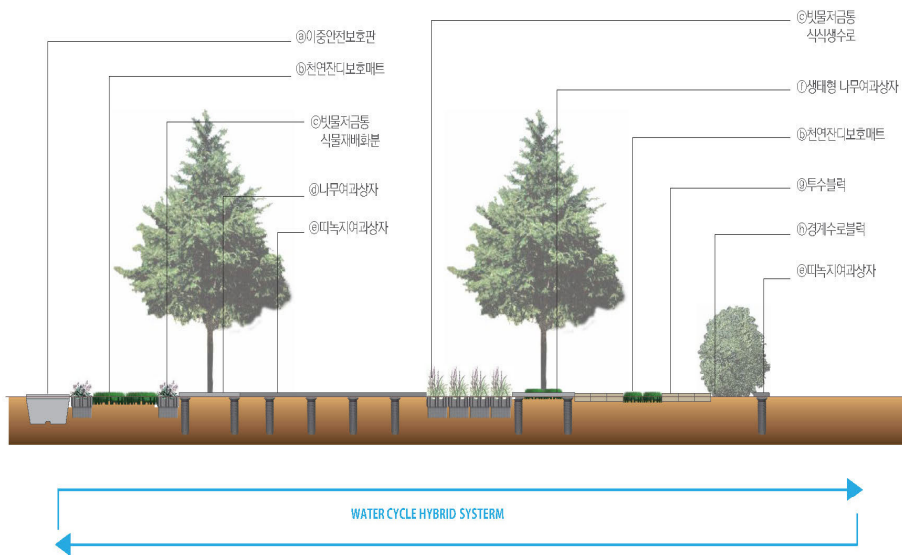 ⓐ이중안전보호판
ⓑ천연잔디보호매트
ⓒ빗물저금통
식물재배화분
ⓓ나무여과상자
ⓔ띠녹지여과상자
ⓒ빗물저금통
식식생수로
ⓕ생태형 나무여과상자
ⓑ천연잔디보호매트
ⓖ투수블럭
ⓗ경계수로블럭
ⓔ띠녹지여과상자
WATER CYCLE HYBRID SYSTERM